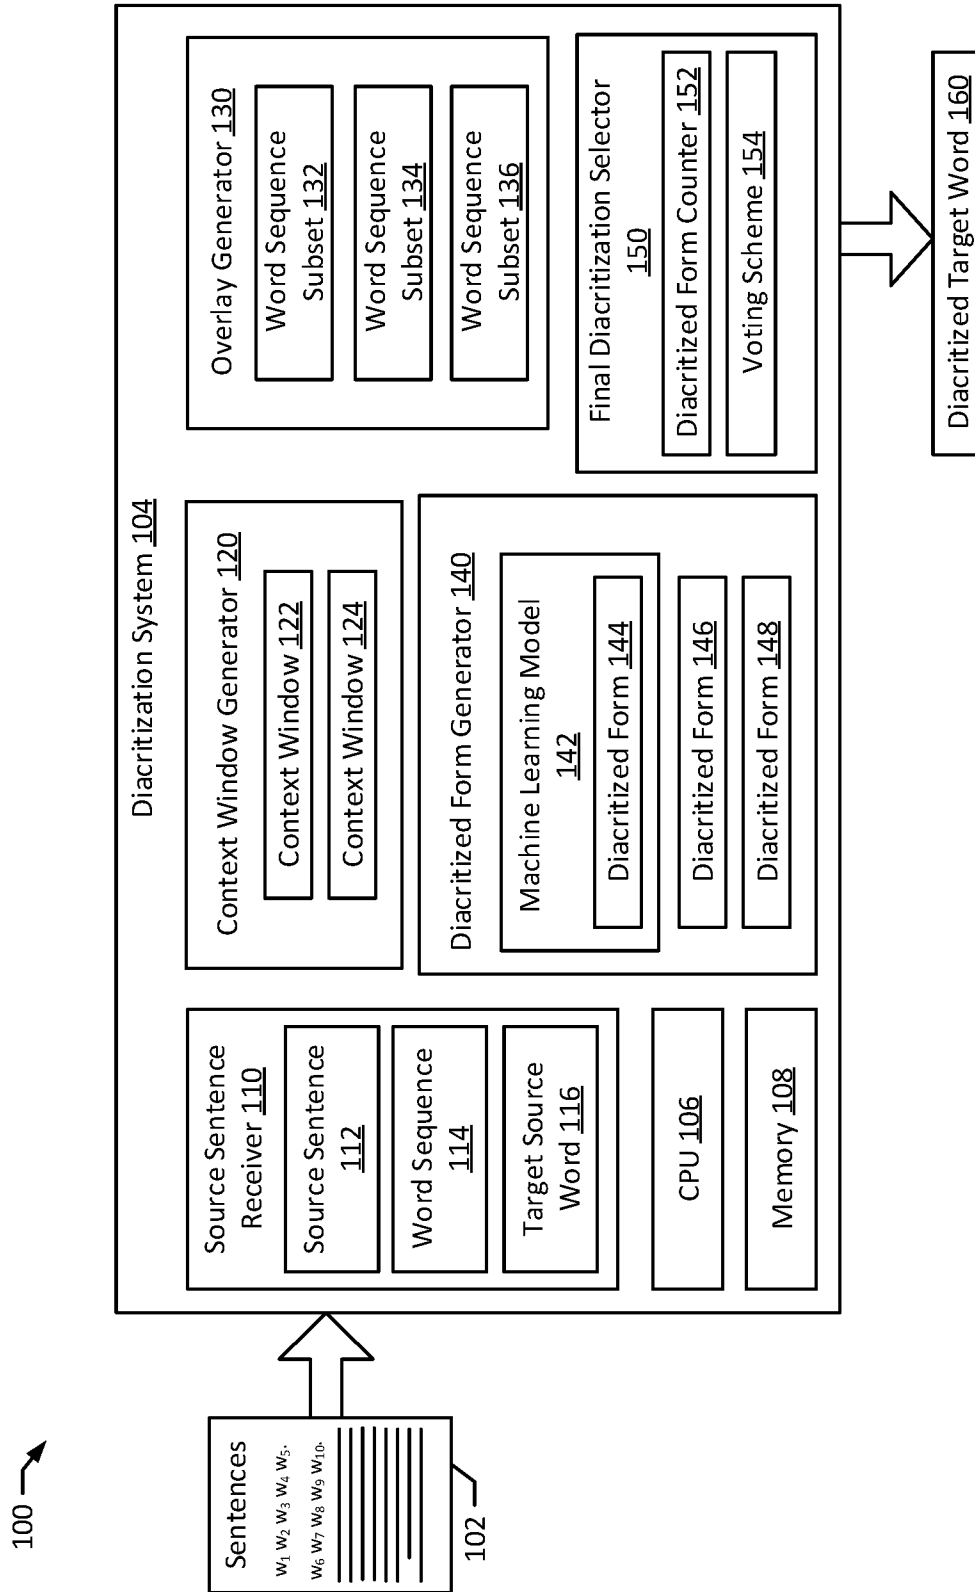 100
Sentences
W1 W2 W3 W4 W5.
W6 W7 W8 W9 W10.
102
Diacritization System 104
Source Sentence
Receiver 110
Source Sentence
112
Word Sequence
114
Target Source
Word 116
CPU 106
Memory 108
Context Window Generator 120
Context Window 122
Context Window 124
Diacritized Form Generator 140
Machine Learning Model
142
Diacritized Form 144
Diacritized Form 146
Diacritized Form 148
Overlay Generator 130
Word Sequence
Subset 132
Word Sequence
Subset 134
Word Sequence
Subset 136
Final Diacritization Selector
150
Diacritized Form Counter 152
Voting Scheme 154
Diacritized Target Word 160